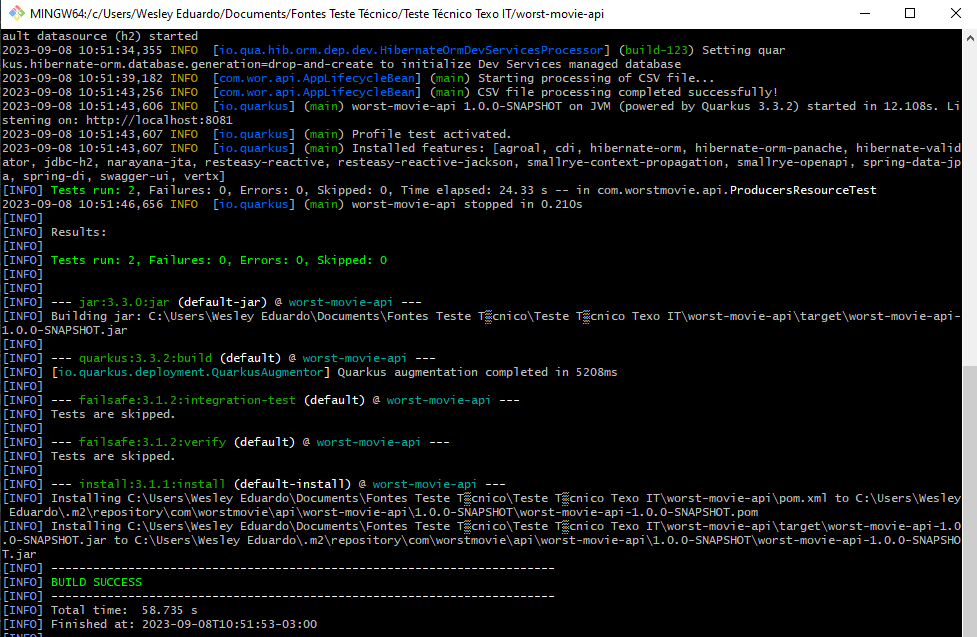 MINGW64:/c/Users/Wesley Eduardo/Documents/Fontes Teste Técnico/Teste Técnico Texo IT/worst-movie-api
ault datasource (h2) started
2023-09-08 10:51:34,355 INFO  [io.qua.hib.orm.dep.dev.HibernateOrmDevServicesProcessor] (build-123) Setting quar
kus.hibernate-orm.database.generation=drop-and-create to initialize Dev Services managed database
2023-09-08 10:51:39,182 INFO  [com.wor.api.AppLifecycleBean] (main) Starting processing of CSV file...
2023-09-08 10:51:43,256 INFO  [com.wor.api.AppLifecycleBean] (main) CSV file processing completed successfully!
2023-09-08 10:51:43,606 INFO  [io.quarkus] (main) worst-movie-api 1.0.0-SNAPSHOT on JVM (powered by Quarkus 3.3.2) started in 12.108s. Li
stening on: http://localhost:8081
2023-09-08 10:51:43,607 INFO  [io.quarkus] (main) Profile test activated.
2023-09-08 10:51:43,607 INFO  [io.quarkus] (main) Installed features: [agroal, cdi, hibernate-orm, hibernate-orm-panache, hibernate-valid
ator, jdbc-h2, narayana-jta, resteasy-reactive, resteasy-reactive-jackson, smallrye-context-propagation, smallrye-openapi, spring-data-jp
a, spring-di, swagger-ui, vertx]
[INFO] Tests run: 2, Failures: 0, Errors: 0, Skipped: 0, Time elapsed: 24.33 s -- in com.worstmovie.api.ProducersResourceTest
2023-09-08 10:51:46,656 INFO  [io.quarkus] (main) worst-movie-api stopped in 0.210s
[INFO]
[INFO] Results:
[INFO]
[INFO] Tests run: 2, Failures: 0, Errors: 0, Skipped: 0
[INFO]
[INFO]
[INFO] --- jar:3.3.0:jar (default-jar) @ worst-movie-api ---
[INFO] Building jar: C:\Users\Wesley Eduardo\Documents\Fontes Teste T▒cnico\Teste T▒cnico Texo IT\worst-movie-api\target\worst-movie-api-
1.0.0-SNAPSHOT.jar
[INFO]
[INFO] --- quarkus:3.3.2:build (default) @ worst-movie-api ---
[INFO] [io.quarkus.deployment.QuarkusAugmentor] Quarkus augmentation completed in 5208ms
[INFO]
[INFO] --- failsafe:3.1.2:integration-test (default) @ worst-movie-api ---
[INFO] Tests are skipped.
[INFO]
[INFO] --- failsafe:3.1.2:verify (default) @ worst-movie-api ---
[INFO] Tests are skipped.
[INFO]
[INFO] --- install:3.1.1:install (default-install) @ worst-movie-api ---
[INFO] Installing C:\Users\Wesley Eduardo\Documents\Fontes Teste T▒cnico\Teste T▒cnico Texo IT\worst-movie-api\pom.xml to C:\Users\Wesley
 Eduardo\.m2\repository\com\worstmovie\api\worst-movie-api\1.0.0-SNAPSHOT\worst-movie-api-1.0.0-SNAPSHOT.pom
[INFO] Installing C:\Users\Wesley Eduardo\Documents\Fontes Teste T▒cnico\Teste T▒cnico Texo IT\worst-movie-api\target\worst-movie-api-1.0
.0-SNAPSHOT.jar to C:\Users\Wesley Eduardo\.m2\repository\com\worstmovie\api\worst-movie-api\1.0.0-SNAPSHOT\worst-movie-api-1.0.0-SNAPSHO
T.jar
[INFO] ------------------------------------------------------------------------
[INFO] BUILD SUCCESS
[INFO] ------------------------------------------------------------------------
[INFO] Total time:  58.735 s
[INFO] Finished at: 2023-09-08T10:51:53-03:00